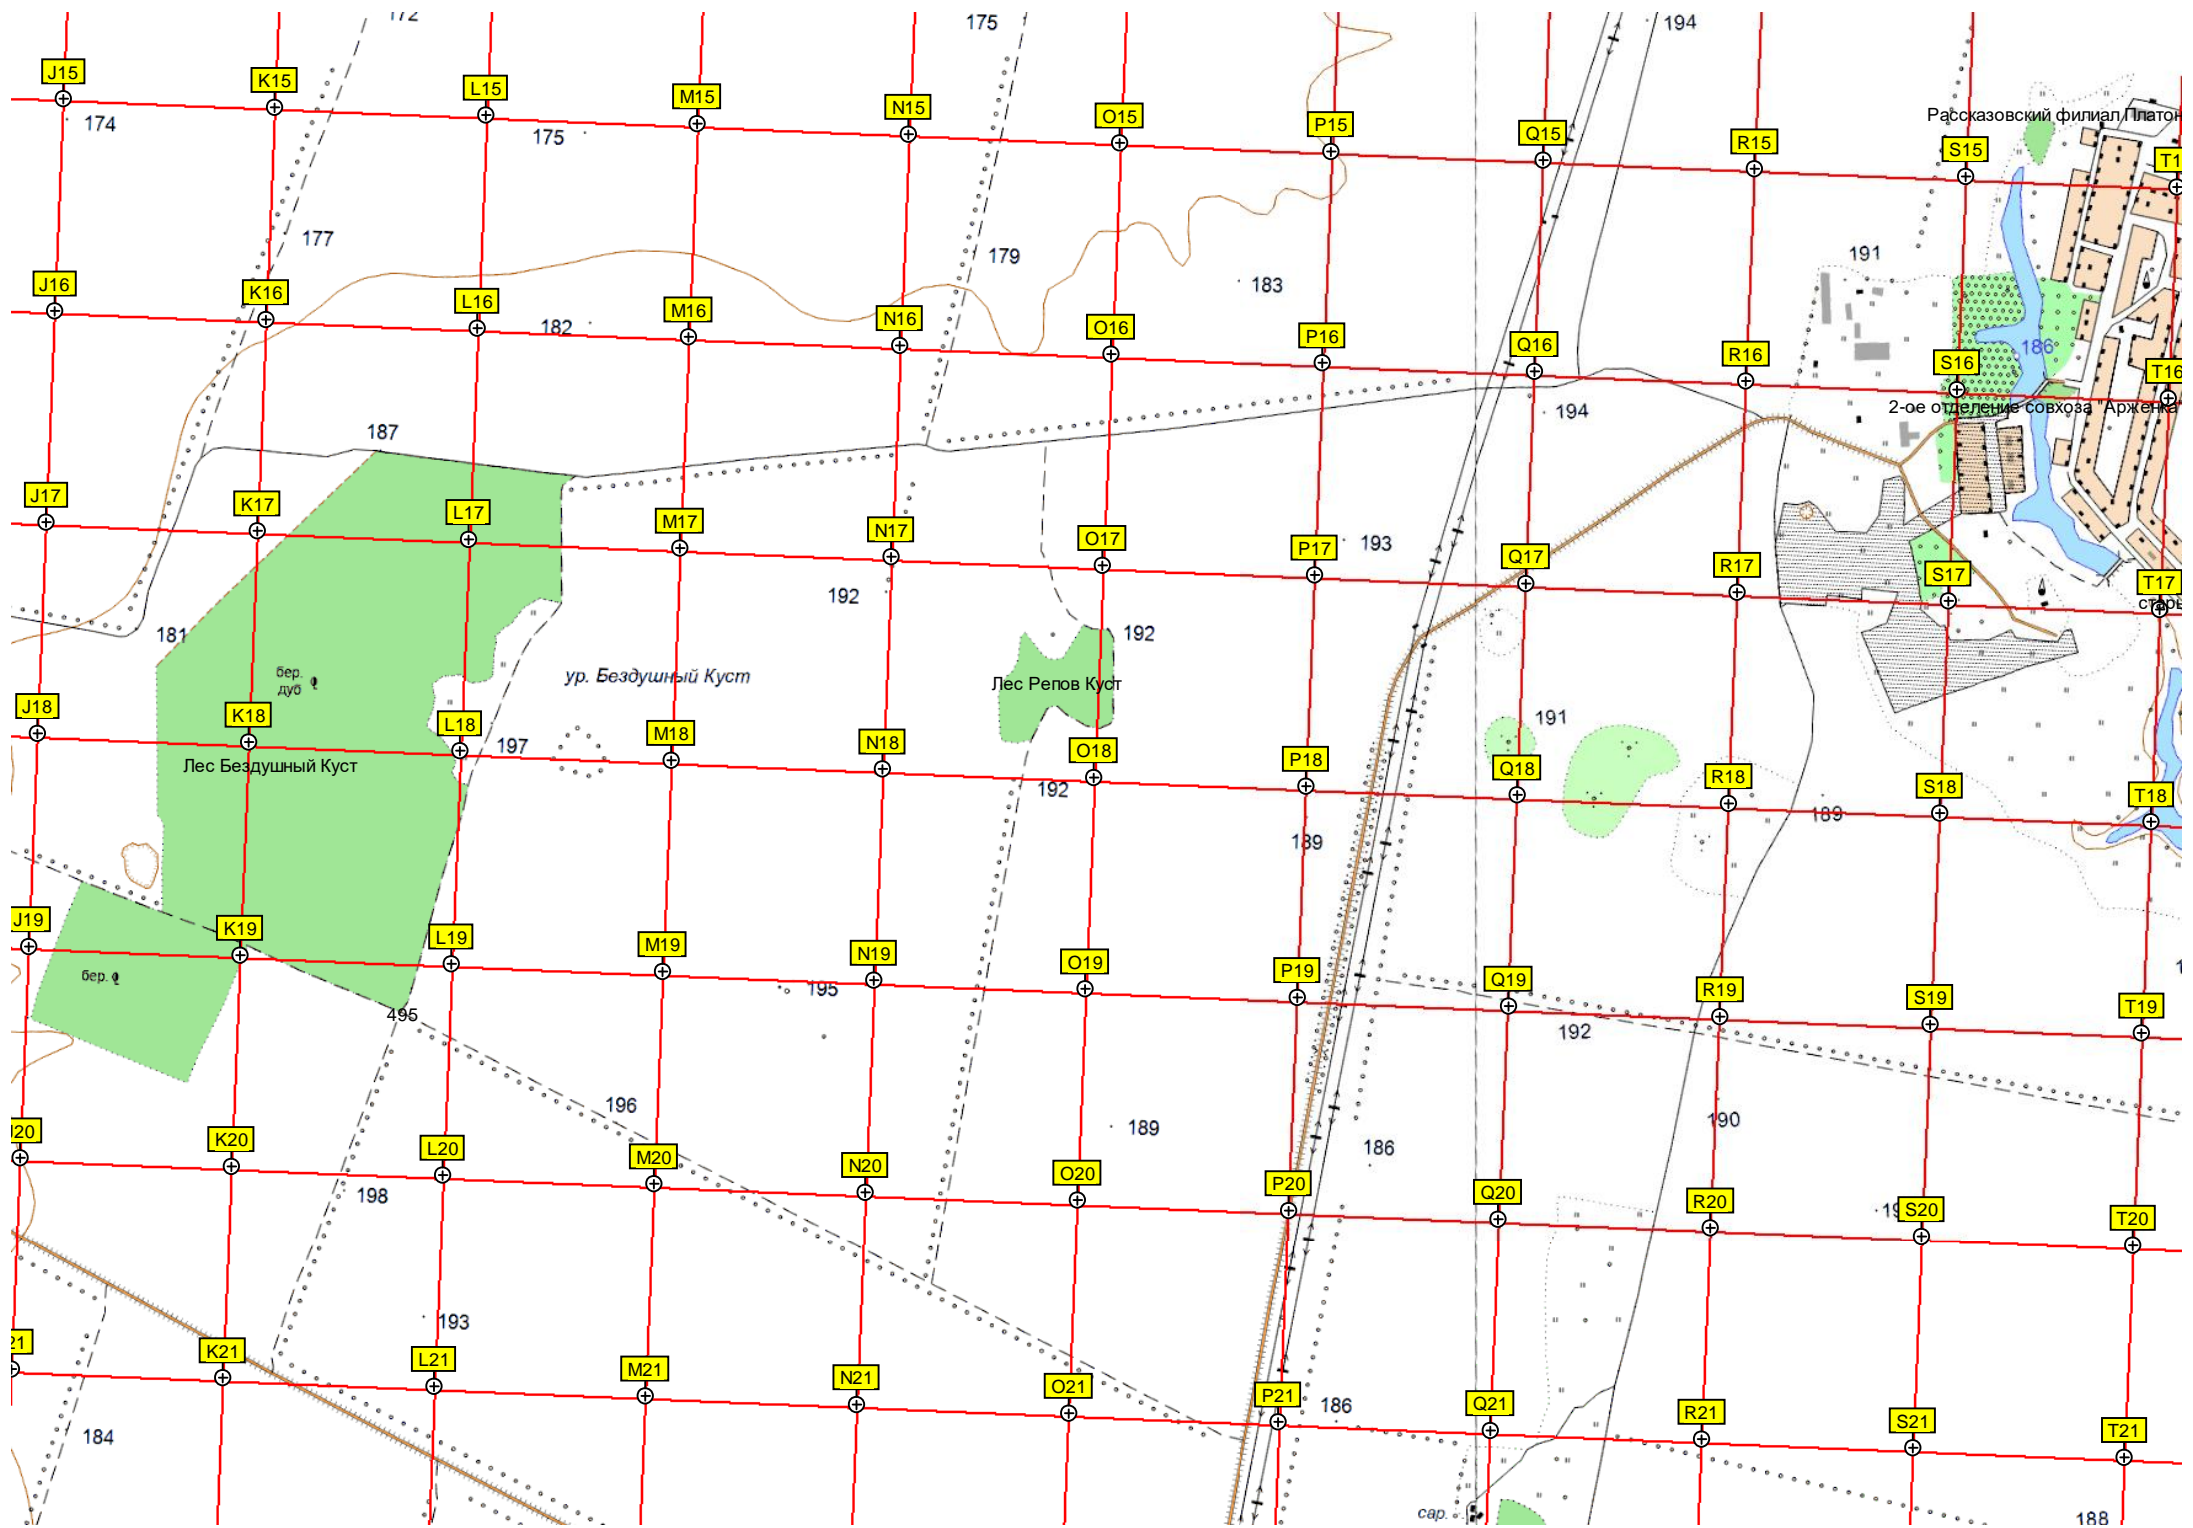 172
175
194
J15
K15
L15
M15
N15
O15
P15
Q15
R15
S15
174
175
Рассказовский филиал Платон
177
179
183
191
J16
K16
L16
M16
N16
O16
P16
Q16
R16
S16
T16
182
186
187
194
2-ое отделение совхоза "Арженка
J17
K17
L17
M17
N17
O17
P17
Q17
R17
S17
T17
193
192
181
192
бер.
дуб
ур. Бездушный Куст
Лес Репов Куст
191
J18
K18
L18
M18
N18
O18
P18
Q18
R18
S18
T18
197
Лес Бездушный Куст
192
189
189
J19
K19
L19
M19
N19
O19
P19
Q19
R19
S19
T19
бер.
195
495
192
196
189
186
190
K20
L20
M20
N20
O20
P20
Q20
R20
S20
T20
198
193
K21
L21
M21
N21
O21
P21
Q21
R21
S21
T21
186
184
сар.
188